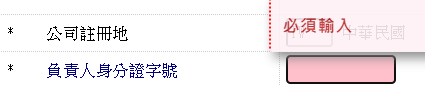 必須輸入
* 公司註冊地 中華民國
* 負責人身分證字號